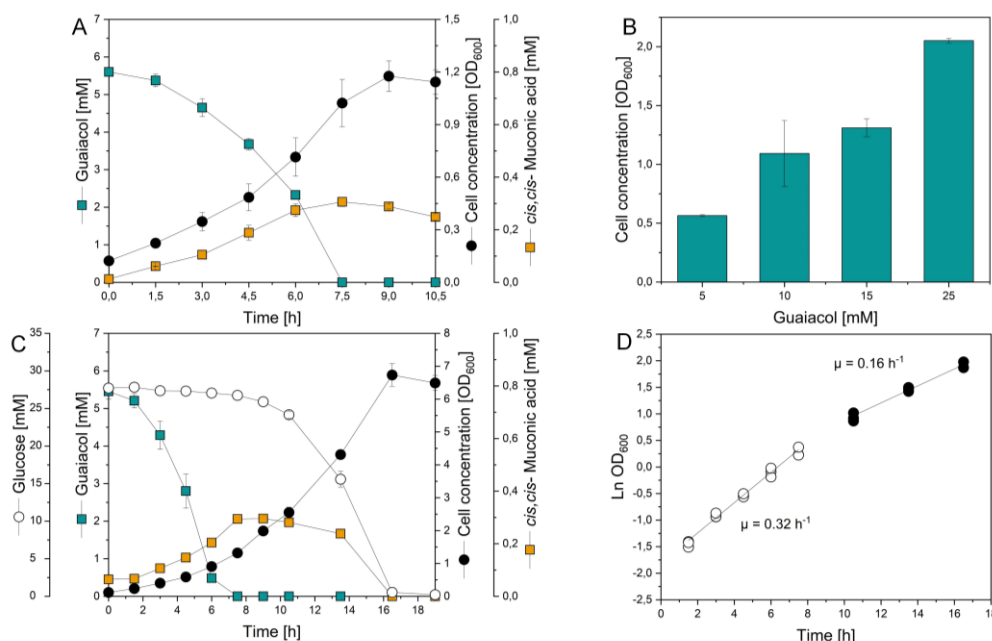 A
Guaiacol [mM]
7
6
5
4
3
2
1
0
1,5
1,2
0,9
0,6
0,3
0,0
Cell concentration [OD600]
1,0
0,8
0,6
0,4
0,2
0,0
cis,cis- Muconic acid [mM]
0,0 1,5 3,0 4,5 6,0 7,5 9,0 10,5
Time [h]
B
Cell concentration [OD600]
2,0
1,5
1,0
0,5
0,0
5 10 15 25
Guaiacol [mM]
C
Glucose [mM]
35
30
25
20
15
10
5
0
Guaiacol [mM]
7
6
5
4
3
2
1
0
8
7
6
5
4
3
2
1
0
Cell concentration [OD600]
1,0
0,8
0,6
0,4
0,2
0,0
cis,cis- Muconic acid [mM]
0 2 4 6 8 10 12 14 16 18
Time [h]
D
Ln OD600
2,5
2,0
1,5
1,0
0,5
0,0
-0,5
-1,0
-1,5
-2,0
-2,5
μ = 0.16 h-1
μ = 0.32 h-1
0 2 4 6 8 10 12 14 16 18
Time [h]